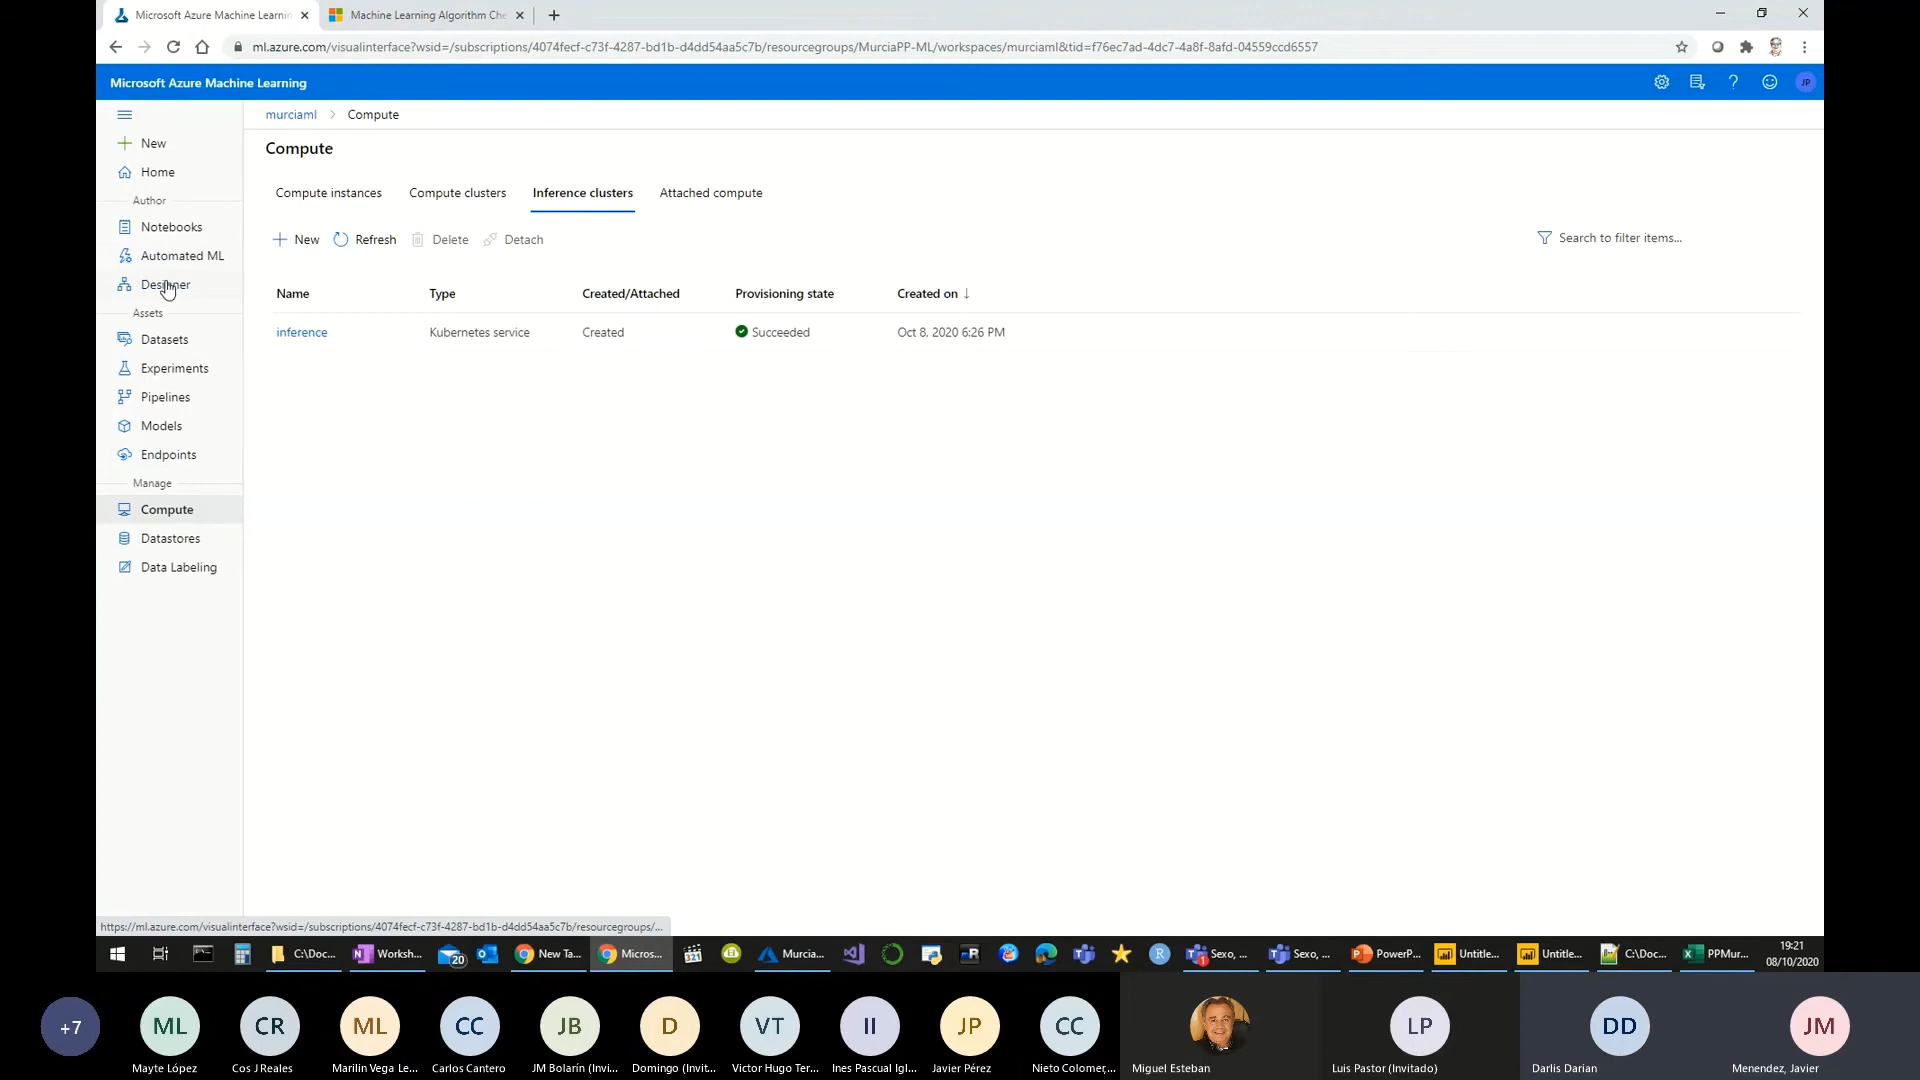 Microsoft Azure Machine Learnin
Machine Learning Algorithm Che
ml.azure.com/visualinterface?wsid=/subscriptions/4074fecf-c73f-4287-bd1b-d4dd54aa5c7b/resourcegroups/MurciaPP-ML/workspaces/murciaml&tid=f76ec7ad-4dc7-4a8f-8afd-04559ccd6557
Microsoft Azure Machine Learning
JP
murciaml > Compute
New
Home
Author
Notebooks
Automated ML
Designer
Assets
Datasets
Experiments
Pipelines
Models
Endpoints
Manage
Compute
Datastores
Data Labeling
Compute
Compute instances Compute clusters Inference clusters Attached compute
New Refresh Delete Detach
Search to filter items...
Name Type Created/Attached Provisioning state Created on ↓
inference Kubernetes service Created Succeeded Oct 8, 2020 6:26 PM
https://ml.azure.com/visualinterface?wsid=/subscriptions/4074fecf-c73f-4287-bd1b-d4dd54aa5c7b/resourcegroups/...
C:\Doc... Worksh... 20 New Ta... Micros... 321 Murcia... R R 1 Sexo, ... Sexo, ... PowerP... Untitle... Untitle... C:\Doc... PPMur...
19:21
08/10/2020
+7 ML CR ML CC JB D VT II JP CC LP DD JM
Mayte López Cos J Reales Marilin Vega Le... Carlos Cantero JM Bolarín (Invi... Domingo (Invit... Victor Hugo Ter... Ines Pascual Igl... Javier Pérez Nieto Colomer,... Miguel Esteban Luis Pastor (Invitado) Darlis Darian Menendez, Javier